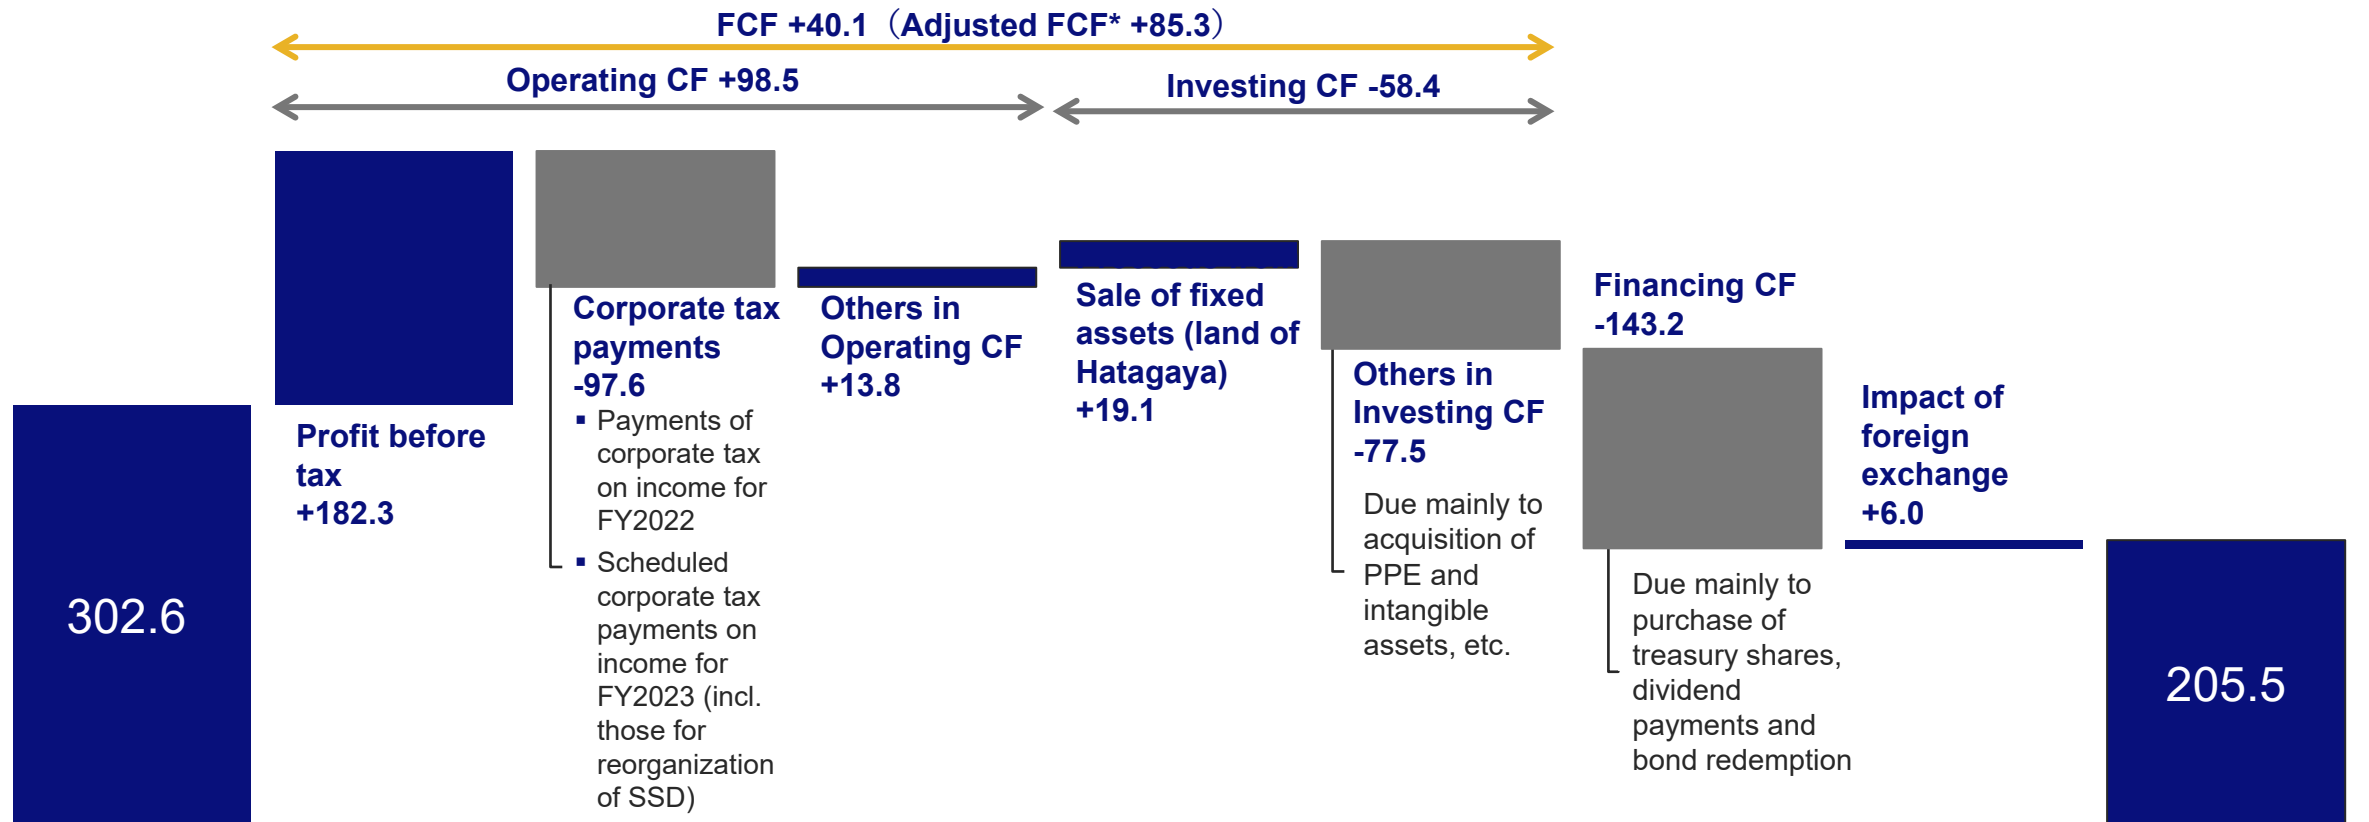 FCF +40.1（Adjusted FCF* +85.3）
Operating CF +98.5
Investing CF -58.4
302.6
Profit before
tax
+182.3
Corporate tax
payments
-97.6
▪ Payments of
corporate tax
on income for
FY2022
▪ Scheduled
corporate tax
payments on
income for
FY2023 (incl.
those for
reorganization
of SSD)
Others in
Operating CF
+13.8
Sale of fixed
assets (land of
Hatagaya)
+19.1
Others in
Investing CF
-77.5
Due mainly to
acquisition of
PPE and
intangible
assets, etc.
Financing CF
-143.2
Due mainly to
purchase of
treasury shares,
dividend
payments and
bond redemption
Impact of
foreign
exchange
+6.0
205.5